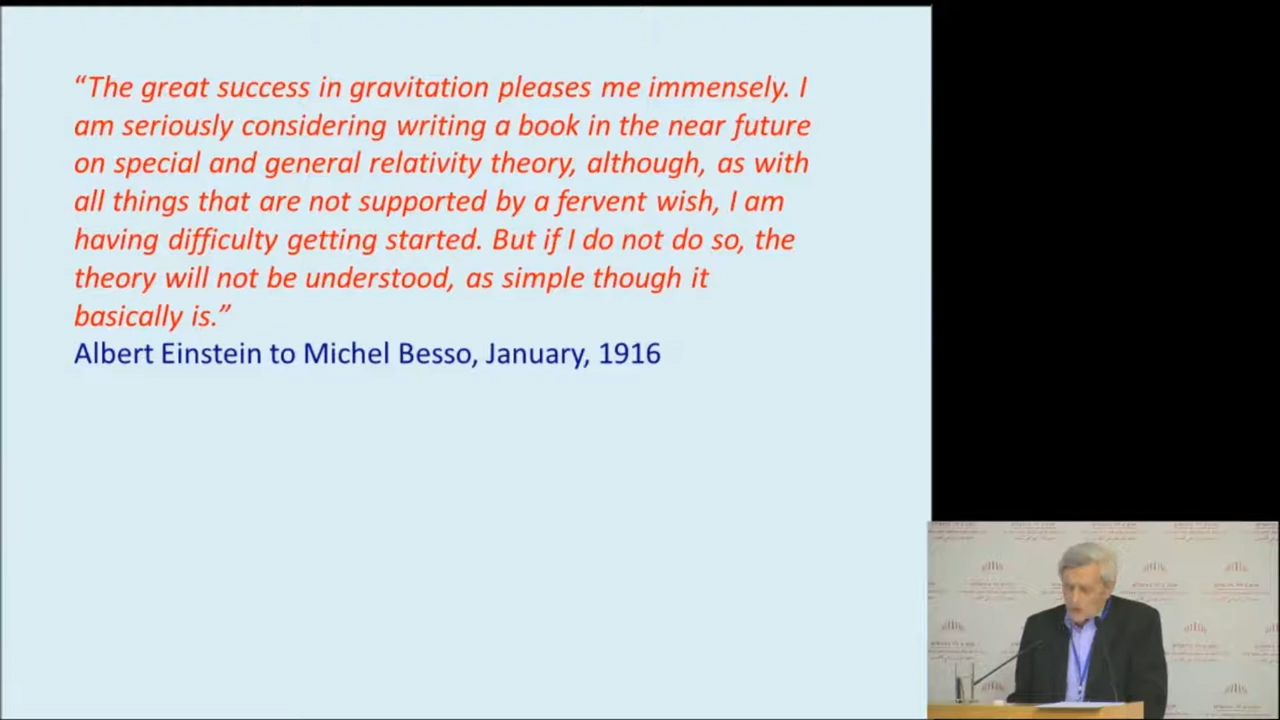 “The great success in gravitation pleases me immensely. I
am seriously considering writing a book in the near future
on special and general relativity theory, although, as with
all things that are not supported by a fervent wish, I am
having difficulty getting started. But if I do not do so, the
theory will not be understood, as simple though it
basically is.”
Albert Einstein to Michel Besso, January, 1916